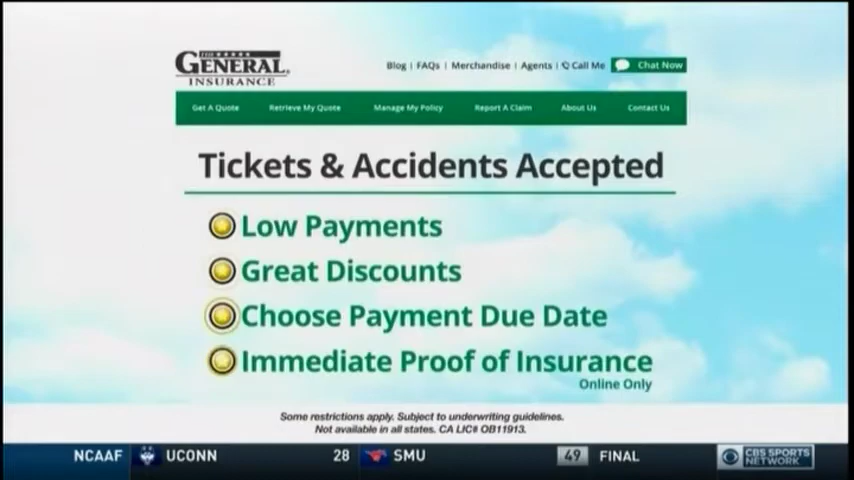 THE
GENERAL
INSURANCE
Blog | FAQs | Merchandise | Agents | Call Me Chat Now
Get A Quote Retrieve My Quote Manage My Policy Report A Claim About Us Contact Us
Tickets & Accidents Accepted
Low Payments
Great Discounts
Choose Payment Due Date
Immediate Proof of Insurance
Online Only
Some restrictions apply. Subject to underwriting guidelines.
Not available in all states. CA LIC# OB11913.
NCAAF UCONN 28 SMU 49 FINAL CBS SPORTS NETWORK